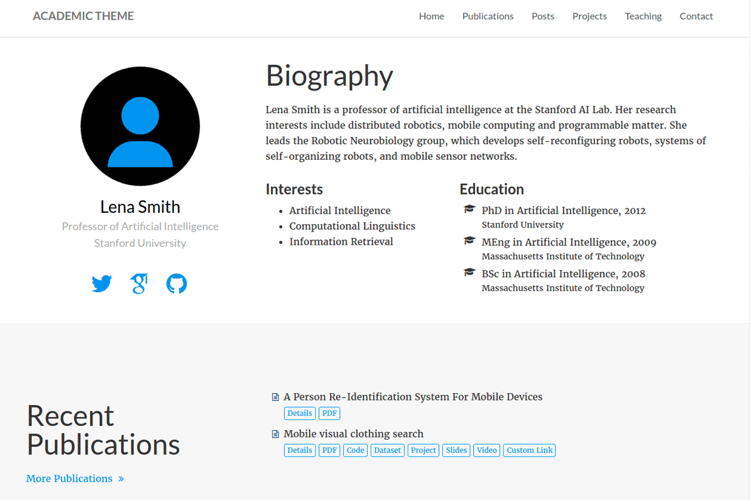 ACADEMIC THEME
Home Publications Posts Projects Teaching Contact
Lena Smith
Professor of Artificial Intelligence
Stanford University
Biography
Lena Smith is a professor of artificial intelligence at the Stanford AI Lab. Her research
interests include distributed robotics, mobile computing and programmable matter. She
leads the Robotic Neurobiology group, which develops self-reconfiguring robots, systems of
self-organizing robots, and mobile sensor networks.
Interests
Artificial Intelligence
Computational Linguistics
Information Retrieval
Education
PhD in Artificial Intelligence, 2012
Stanford University
MEng in Artificial Intelligence, 2009
Massachusetts Institute of Technology
BSc in Artificial Intelligence, 2008
Massachusetts Institute of Technology
Recent
Publications
More Publications »
A Person Re-Identification System For Mobile Devices
Details PDF
Mobile visual clothing search
Details PDF Code Dataset Project Slides Video Custom Link